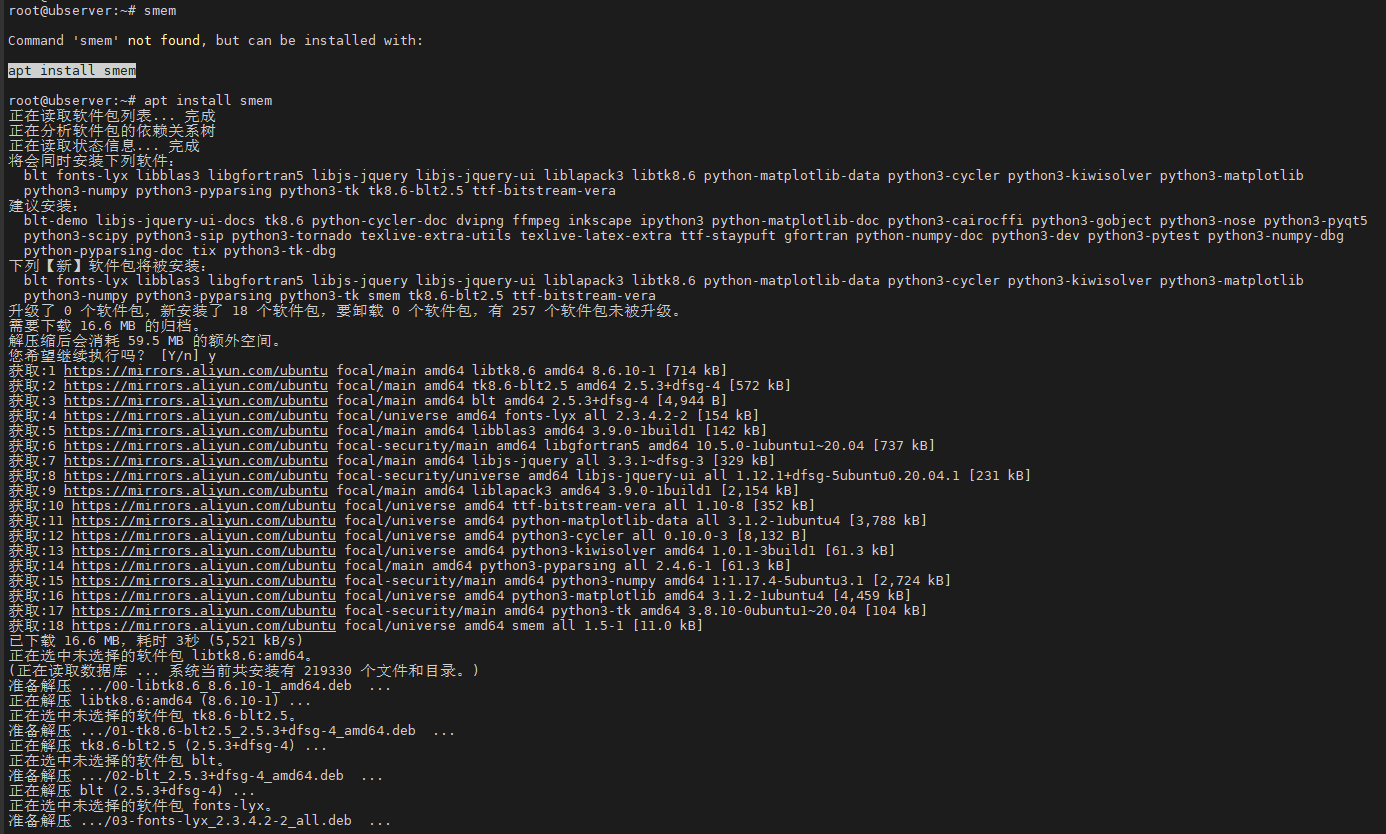 root@ubserver:~# smem
Command 'smem' not found, but can be installed with:
apt install smem
root@ubserver:~# apt install smem
正在读取软件包列表... 完成
正在分析软件包的依赖关系树
正在读取状态信息... 完成
将会同时安装下列软件：
  blt fonts-lyx libblas3 libgfortran5 libjs-jquery libjs-jquery-ui liblapack3 libtk8.6 python-matplotlib-data python3-cycler python3-kiwisolver python3-matplotlib
  python3-numpy python3-pyparsing python3-tk tk8.6-blt2.5 ttf-bitstream-vera
建议安装：
  blt-demo libjs-jquery-ui-docs tk8.6 python-cycler-doc dvipng ffmpeg inkscape ipython3 python-matplotlib-doc python3-cairocffi python3-gobject python3-nose python3-pyqt5
  python3-scipy python3-sip python3-tornado texlive-extra-utils texlive-latex-extra ttf-staypuft gfortran python-numpy-doc python3-dev python3-pytest python3-numpy-dbg
  python-pyparsing-doc tix python3-tk-dbg
下列【新】软件包将被安装：
  blt fonts-lyx libblas3 libgfortran5 libjs-jquery libjs-jquery-ui liblapack3 libtk8.6 python-matplotlib-data python3-cycler python3-kiwisolver python3-matplotlib
  python3-numpy python3-pyparsing python3-tk smem tk8.6-blt2.5 ttf-bitstream-vera
升级了 0 个软件包，新安装了 18 个软件包，要卸载 0 个软件包，有 257 个软件包未被升级。
需要下载 16.6 MB 的归档。
解压缩后会消耗 59.5 MB 的额外空间。
您希望继续执行吗？ [Y/n] y
获取:1 https://mirrors.aliyun.com/ubuntu focal/main amd64 libtk8.6 amd64 8.6.10-1 [714 kB]
获取:2 https://mirrors.aliyun.com/ubuntu focal/main amd64 tk8.6-blt2.5 amd64 2.5.3+dfsg-4 [572 kB]
获取:3 https://mirrors.aliyun.com/ubuntu focal/main amd64 blt amd64 2.5.3+dfsg-4 [4,944 B]
获取:4 https://mirrors.aliyun.com/ubuntu focal/universe amd64 fonts-lyx all 2.3.4.2-2 [154 kB]
获取:5 https://mirrors.aliyun.com/ubuntu focal/main amd64 libblas3 amd64 3.9.0-1build1 [142 kB]
获取:6 https://mirrors.aliyun.com/ubuntu focal-security/main amd64 libgfortran5 amd64 10.5.0-1ubuntu1~20.04 [737 kB]
获取:7 https://mirrors.aliyun.com/ubuntu focal/main amd64 libjs-jquery all 3.3.1~dfsg-3 [329 kB]
获取:8 https://mirrors.aliyun.com/ubuntu focal-security/universe amd64 libjs-jquery-ui all 1.12.1+dfsg-5ubuntu0.20.04.1 [231 kB]
获取:9 https://mirrors.aliyun.com/ubuntu focal/main amd64 liblapack3 amd64 3.9.0-1build1 [2,154 kB]
获取:10 https://mirrors.aliyun.com/ubuntu focal/universe amd64 ttf-bitstream-vera all 1.10-8 [352 kB]
获取:11 https://mirrors.aliyun.com/ubuntu focal/universe amd64 python-matplotlib-data all 3.1.2-1ubuntu4 [3,788 kB]
获取:12 https://mirrors.aliyun.com/ubuntu focal/universe amd64 python3-cycler all 0.10.0-3 [8,132 B]
获取:13 https://mirrors.aliyun.com/ubuntu focal/universe amd64 python3-kiwisolver amd64 1.0.1-3build1 [61.3 kB]
获取:14 https://mirrors.aliyun.com/ubuntu focal/main amd64 python3-pyparsing all 2.4.6-1 [61.3 kB]
获取:15 https://mirrors.aliyun.com/ubuntu focal-security/main amd64 python3-numpy amd64 1:1.17.4-5ubuntu3.1 [2,724 kB]
获取:16 https://mirrors.aliyun.com/ubuntu focal/universe amd64 python3-matplotlib amd64 3.1.2-1ubuntu4 [4,459 kB]
获取:17 https://mirrors.aliyun.com/ubuntu focal-security/main amd64 python3-tk amd64 3.8.10-0ubuntu1~20.04 [104 kB]
获取:18 https://mirrors.aliyun.com/ubuntu focal/universe amd64 smem all 1.5-1 [11.0 kB]
已下载 16.6 MB，耗时 3秒 (5,521 kB/s)
正在选中未选择的软件包 libtk8.6:amd64。
(正在读取数据库 ... 系统当前共安装有 219330 个文件和目录。)
准备解压 .../00-libtk8.6_8.6.10-1_amd64.deb  ...
正在解压 libtk8.6:amd64 (8.6.10-1) ...
正在选中未选择的软件包 tk8.6-blt2.5。
准备解压 .../01-tk8.6-blt2.5_2.5.3+dfsg-4_amd64.deb  ...
正在解压 tk8.6-blt2.5 (2.5.3+dfsg-4) ...
正在选中未选择的软件包 blt。
准备解压 .../02-blt_2.5.3+dfsg-4_amd64.deb  ...
正在解压 blt (2.5.3+dfsg-4) ...
正在选中未选择的软件包 fonts-lyx。
准备解压 .../03-fonts-lyx_2.3.4.2-2_all.deb  ...